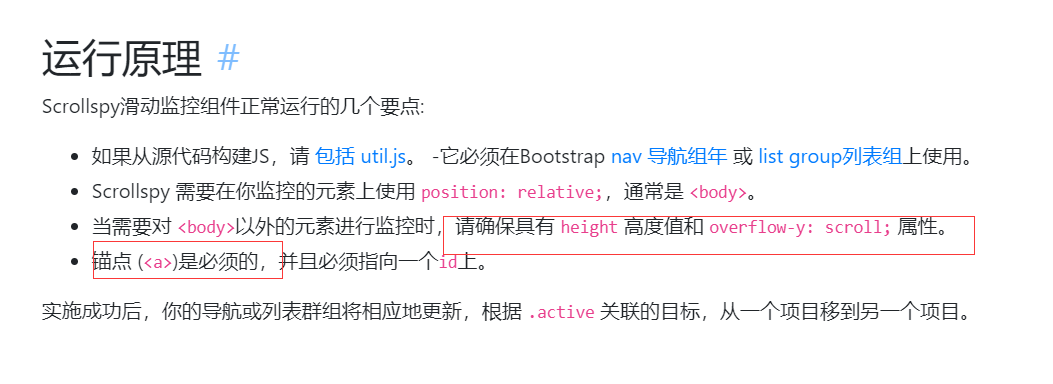 运行原理 #
Scrollspy滑动监控组件正常运行的几个要点:
如果从源代码构建JS，请 包括 util.js。 -它必须在Bootstrap nav 导航组年 或 list group列表组上使用。
Scrollspy 需要在你监控的元素上使用 position: relative;，通常是 <body>。
当需要对 <body>以外的元素进行监控时，请确保具有 height 高度值和 overflow-y: scroll; 属性。
锚点 (<a>)是必须的，并且必须指向一个id上。
实施成功后，你的导航或列表群组将相应地更新，根据 .active 关联的目标，从一个项目移到另一个项目。